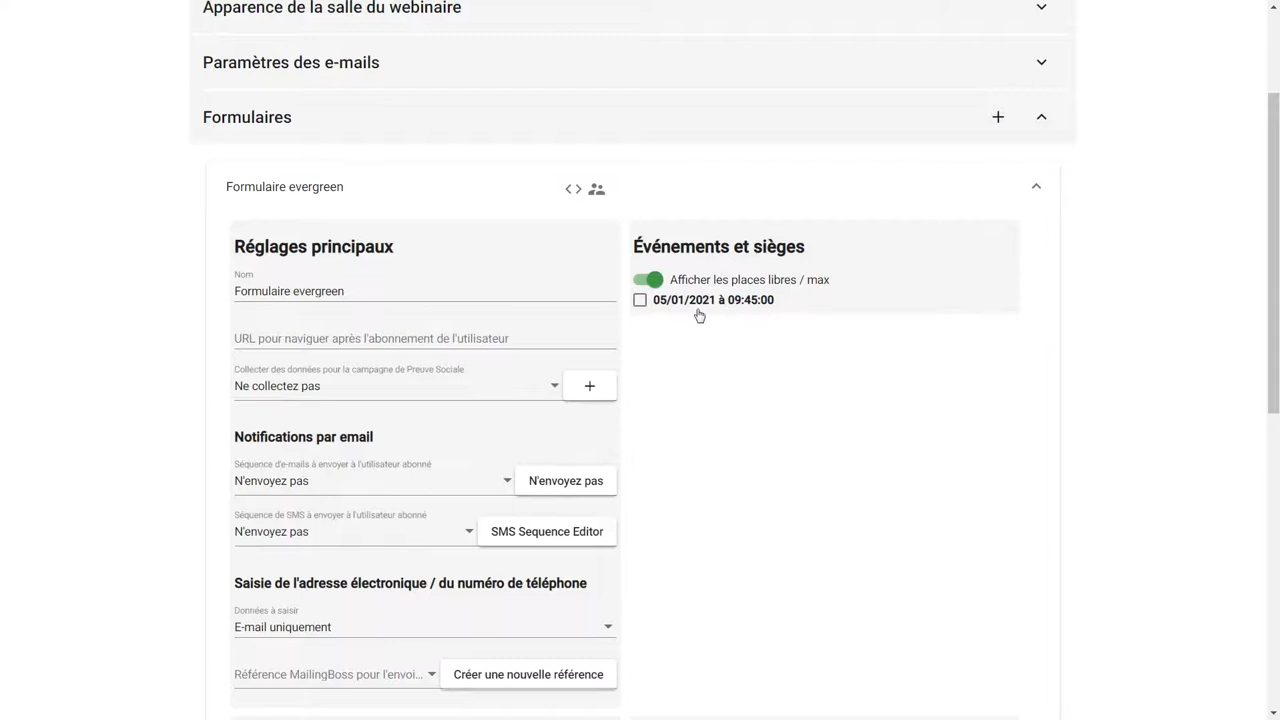 Apparence de la salle du webinaire
Paramètres des e-mails
Formulaires
Formulaire evergreen
Réglages principaux
Nom
Formulaire evergreen
URL pour naviguer après l'abonnement de l'utilisateur
Collecter des données pour la campagne de Preuve Sociale
Ne collectez pas
Notifications par email
Séquence d'e-mails à envoyer à l'utilisateur abonné
N'envoyez pas
N'envoyez pas
Séquence de SMS à envoyer à l'utilisateur abonné
N'envoyez pas
SMS Sequence Editor
Saisie de l'adresse électronique / du numéro de téléphone
Données à saisir
E-mail uniquement
Référence MailingBoss pour l'envoi...
Créer une nouvelle référence
Événements et sièges
Afficher les places libres / max
05/01/2021 à 09:45:00